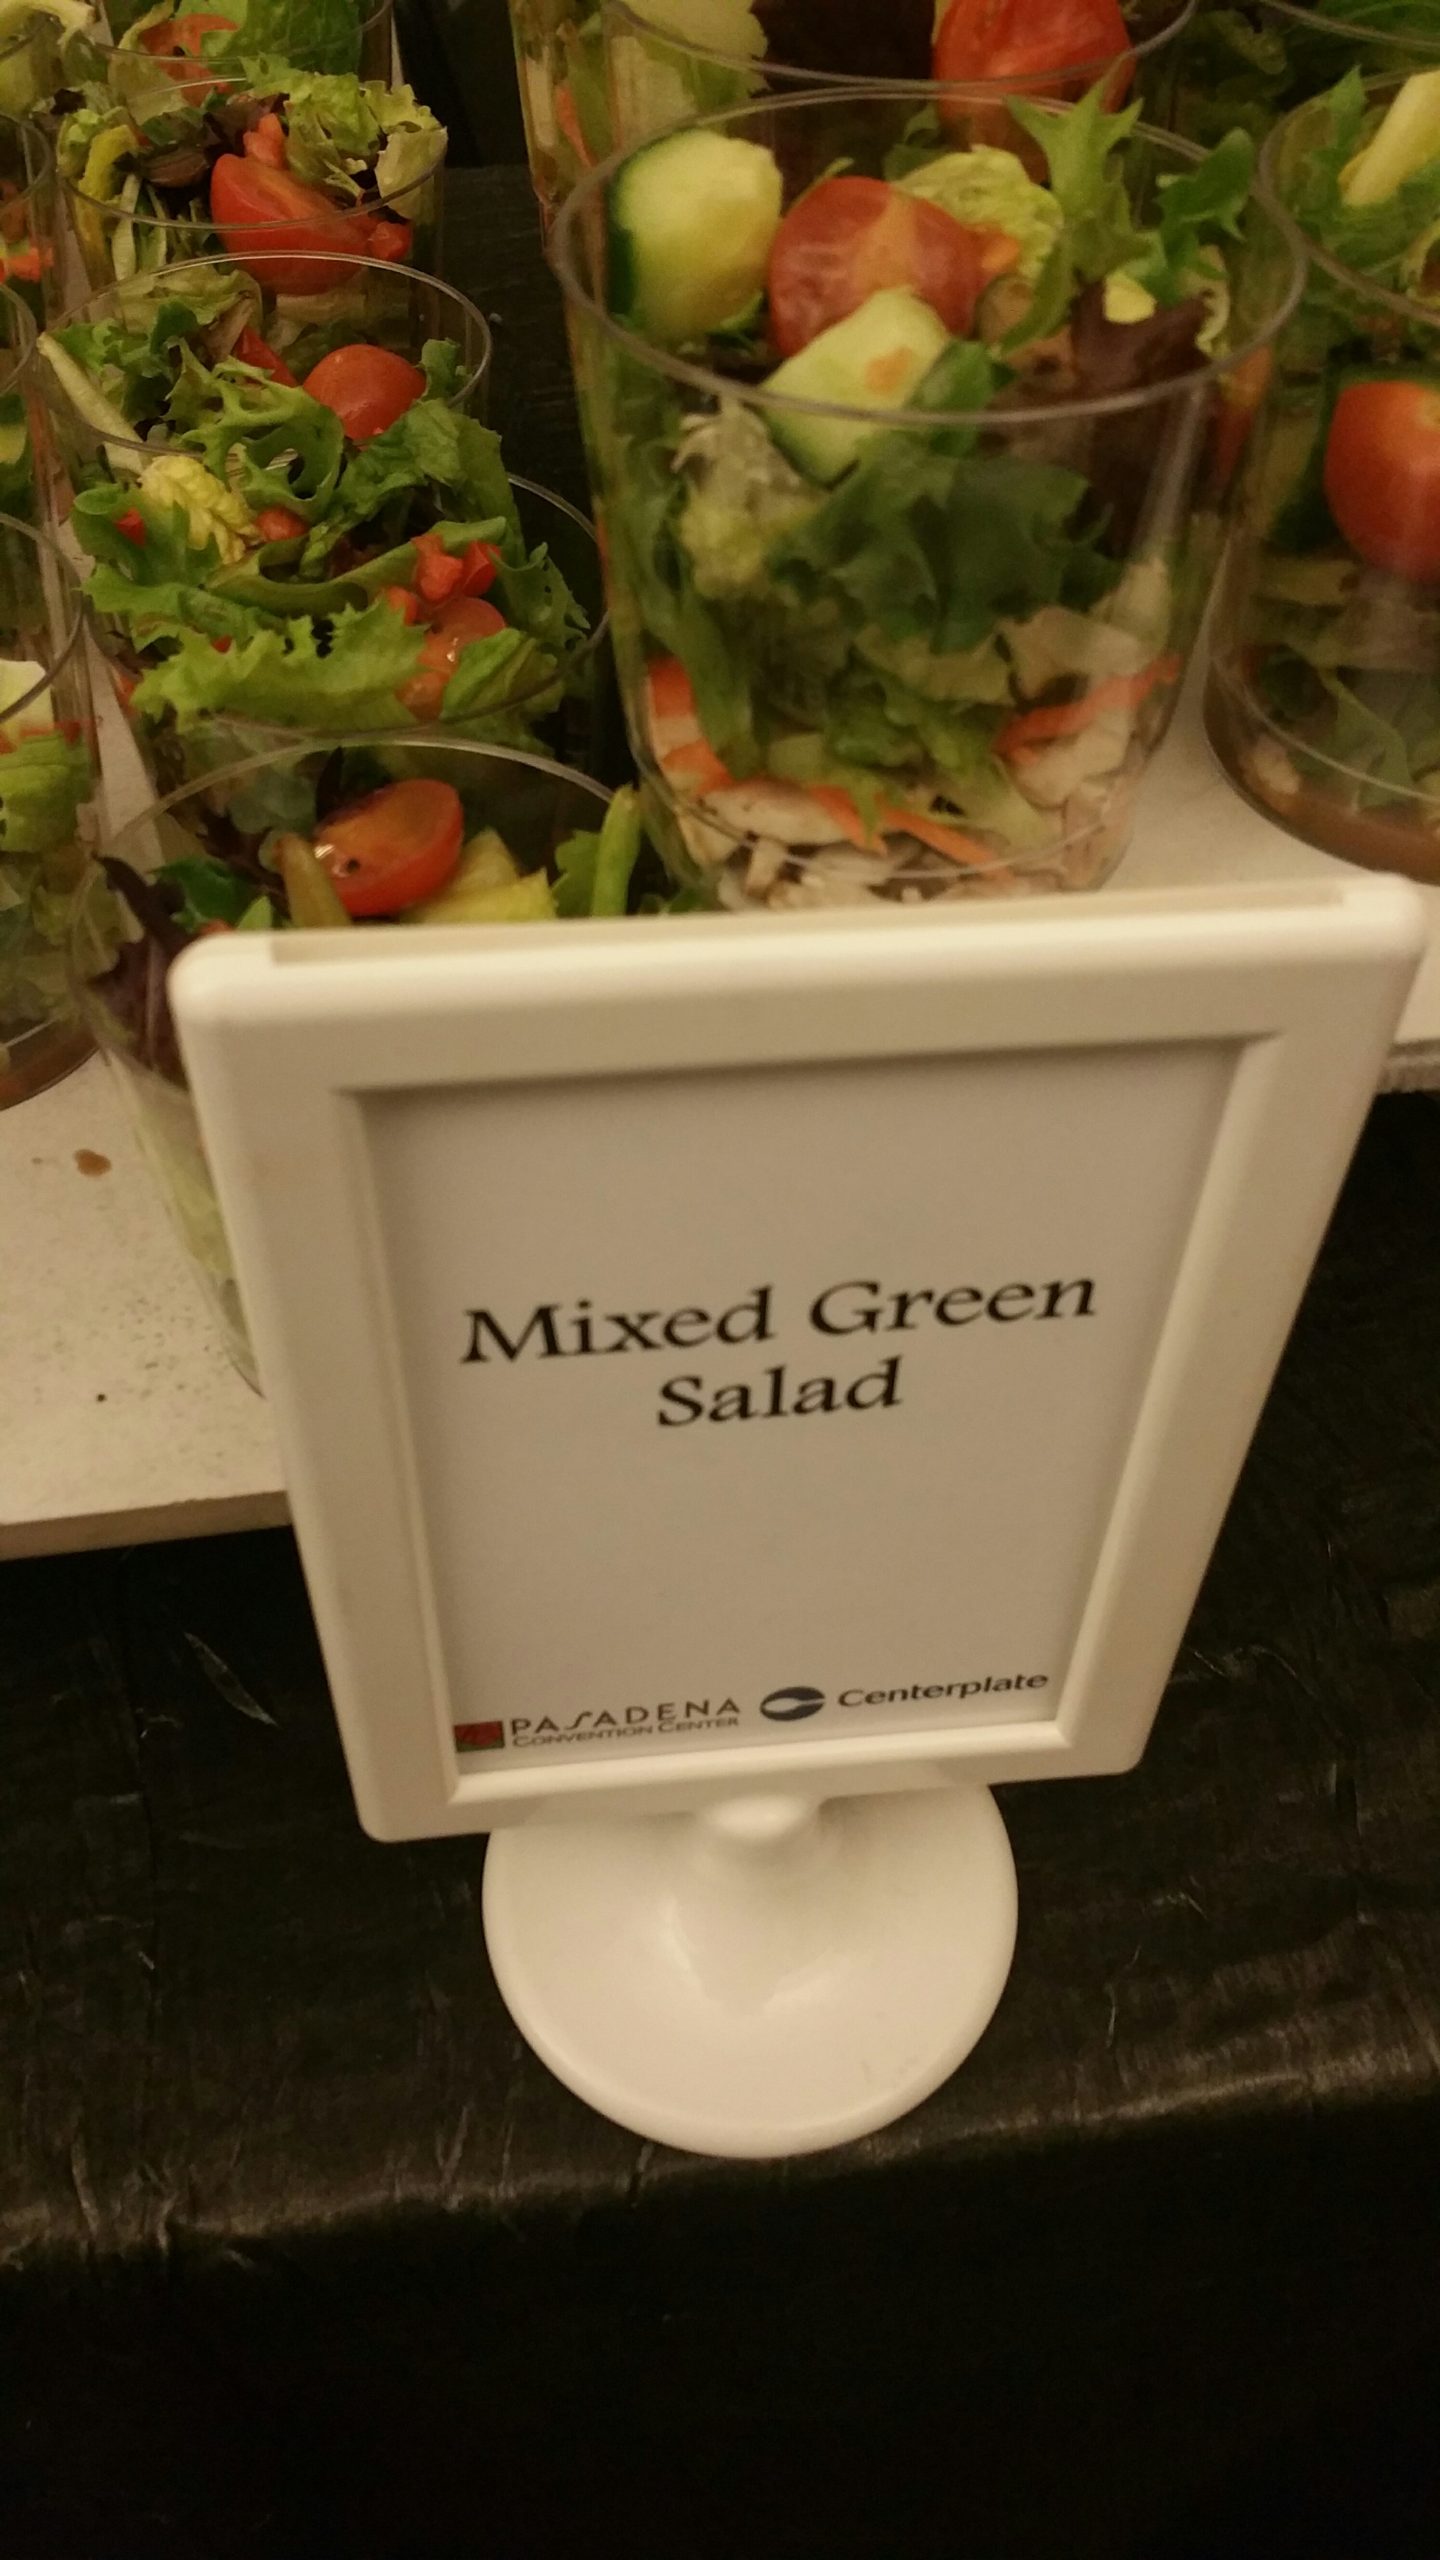 Mixed Green
Salad
PASADENA
CONVENTION CENTER
Centerplate